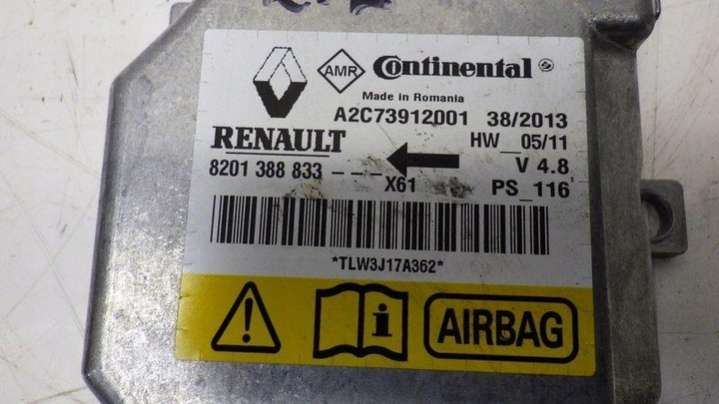 AMR Continental
Made in Romania
A2C73912001 38/2013
RENAULT HW_05/11
8201 388 833 _ _ _ X61 V 4.8
PS_116
*TLW3J17A362*
i AIRBAG